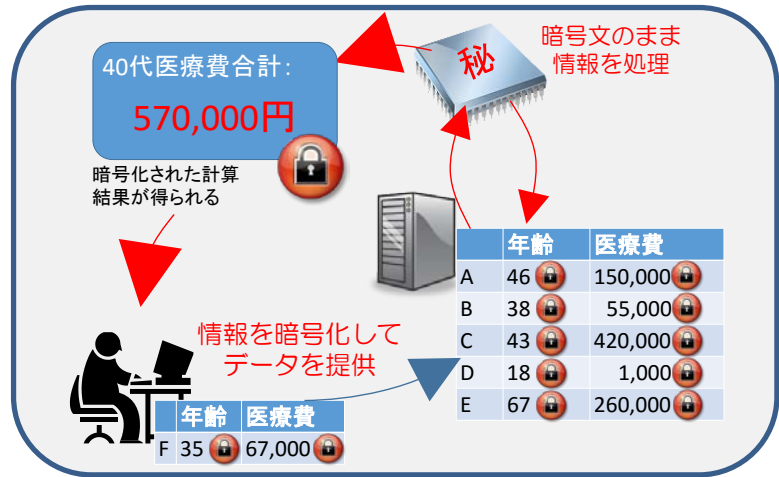 40代医療費合計:
570,000円
秘
暗号文のまま
情報を処理
暗号化された計算
結果が得られる
年齢 医療費
A 46 150,000
B 38 55,000
C 43 420,000
D 18 1,000
E 67 260,000
情報を暗号化して
データを提供
年齢 医療費
F 35 67,000